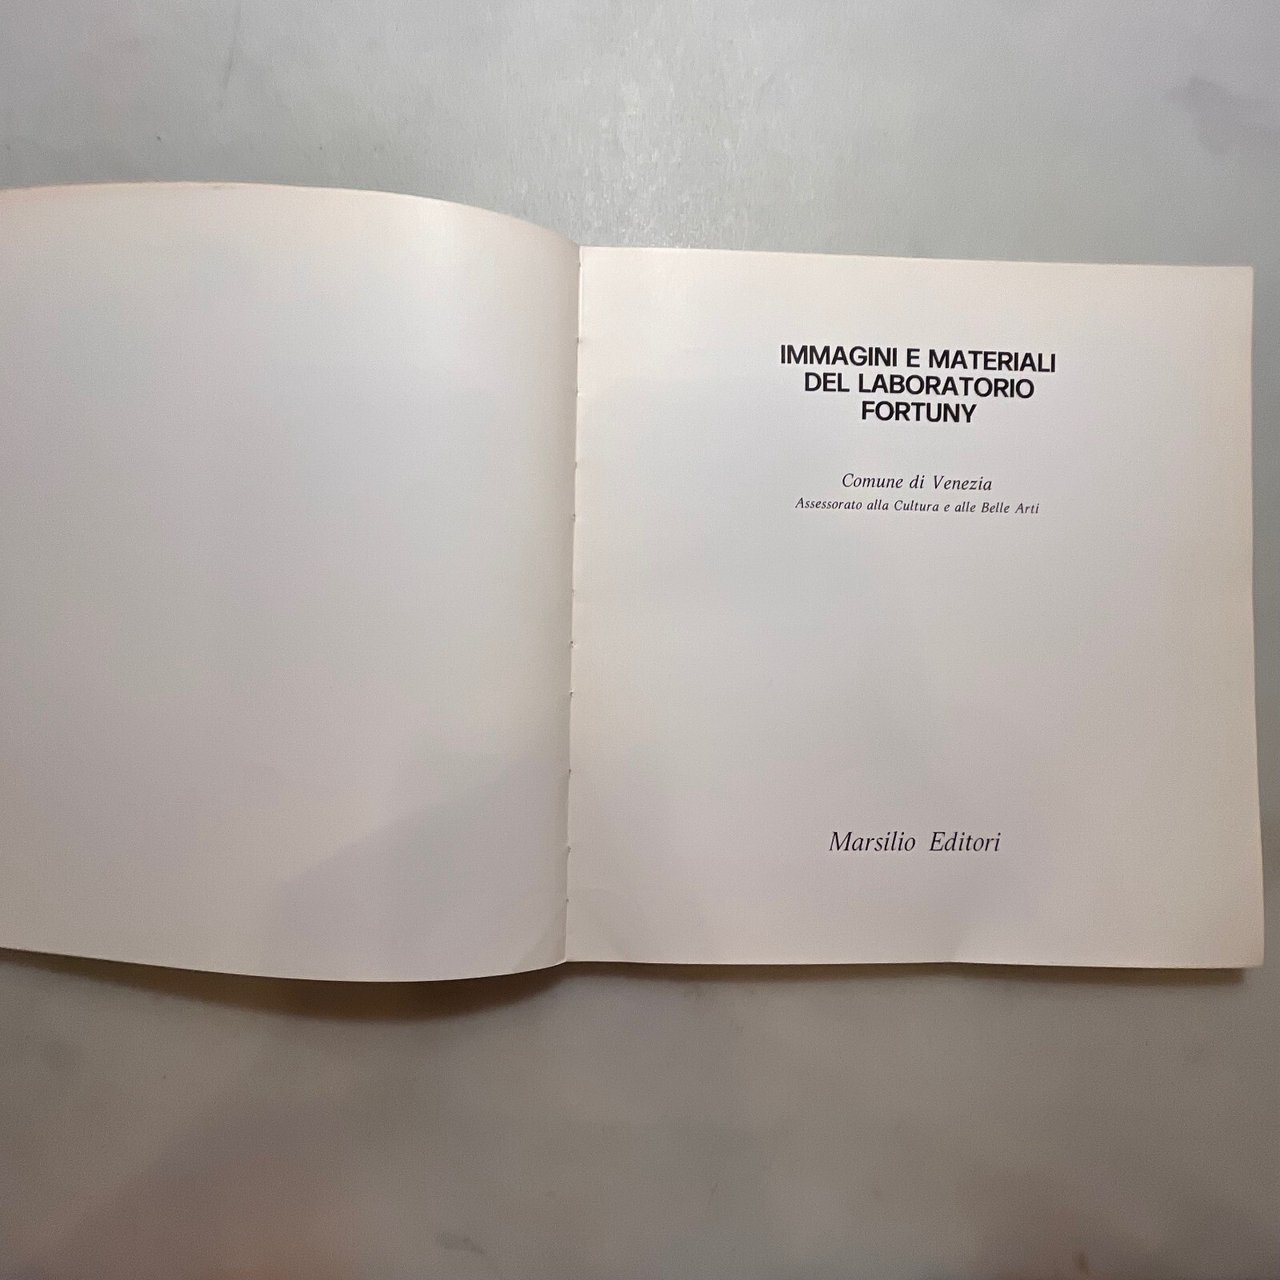 IMMAGINI E MATERIALI
DEL LABORATORIO
FORTUNY
Comune di Venezia
Assessorato alla Cultura e alle Belle Arti
Marsilio Editori